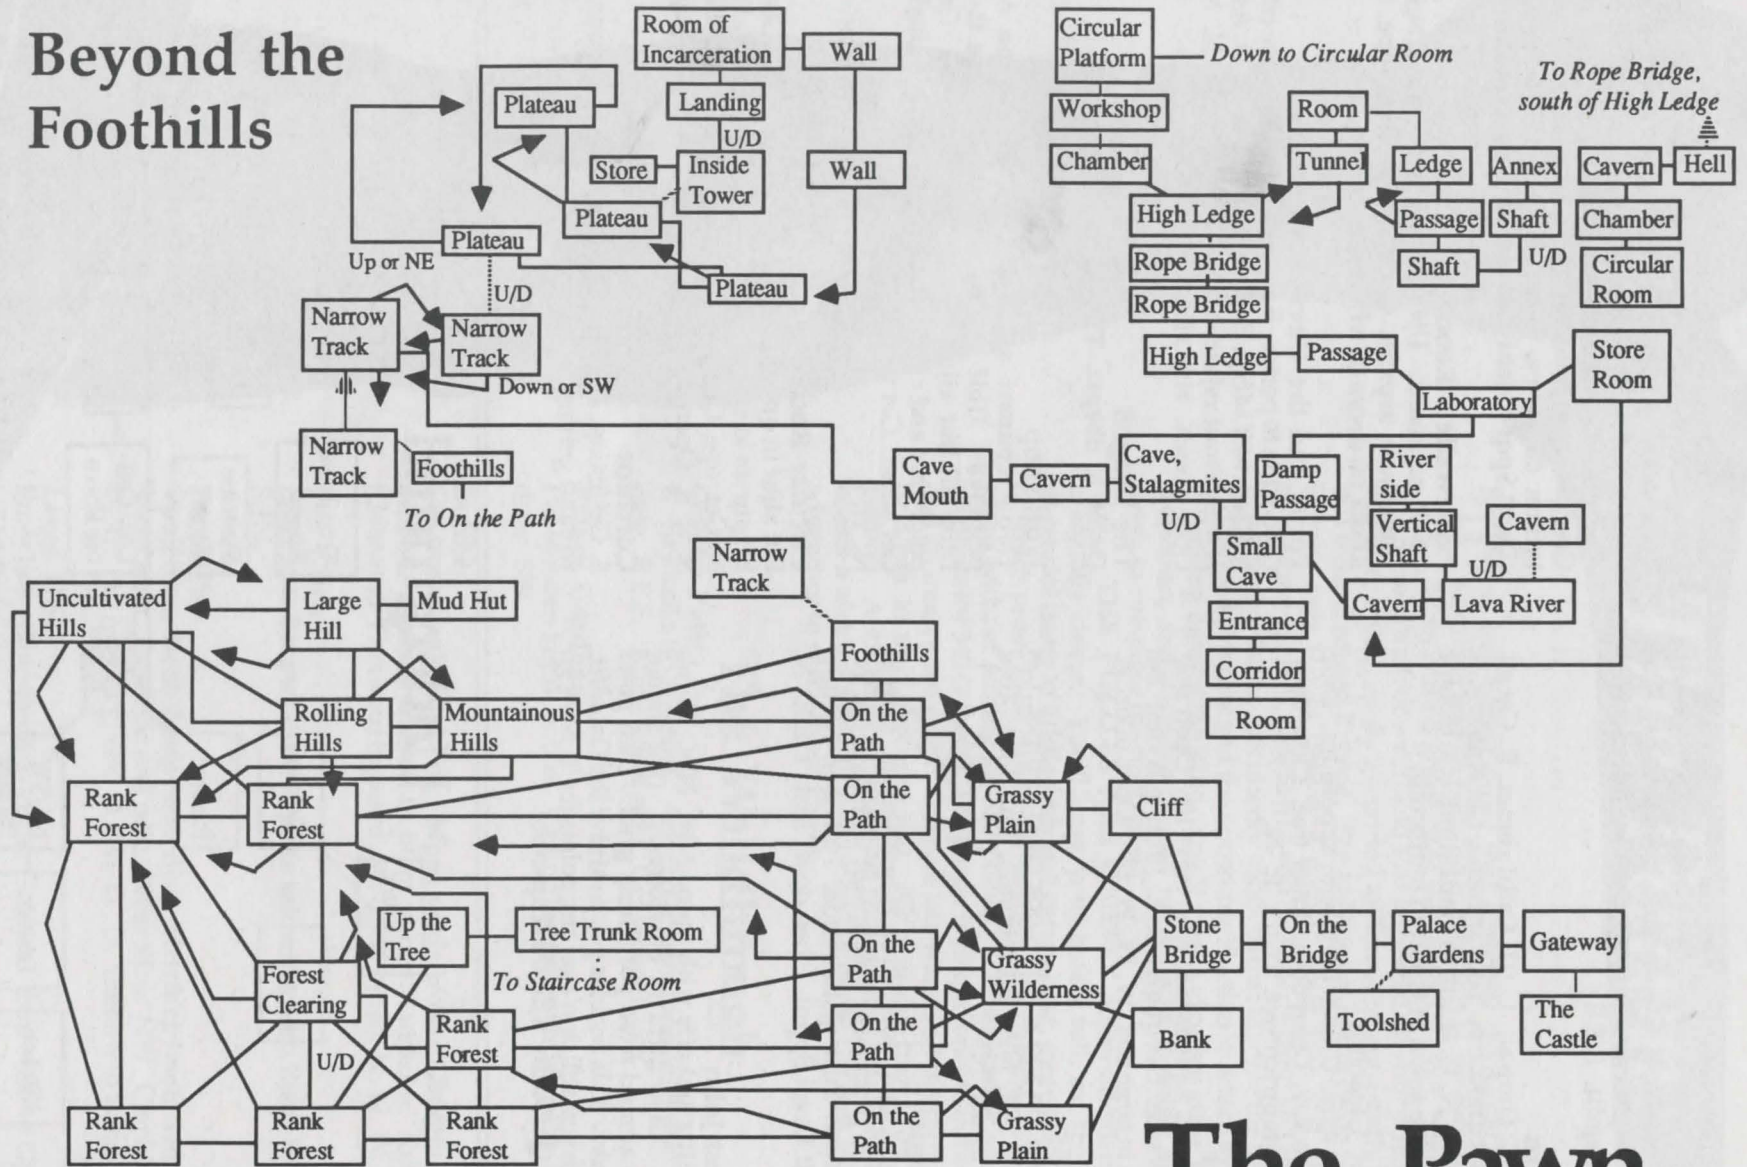 Beyond the
Foothills
Room of
Incarceration
Wall
Plateau
Landing
U/D
Store
Inside
Tower
Wall
Plateau
Plateau
Up or NE
U/D
Plateau
Narrow
Track
Narrow
Track
Down or SW
Narrow
Track
Foothills
To On the Path
Circular
Platform
Down to Circular Room
Workshop
Chamber
Room
Tunnel
To Rope Bridge,
south of High Ledge
Ledge
Annex
Cavern
Hell
High Ledge
Passage
Shaft
Chamber
Rope Bridge
Shaft
U/D
Circular
Room
Rope Bridge
High Ledge
Passage
Store
Room
Laboratory
Cave
Mouth
Cavern
Cave,
Stalagmites
U/D
Damp
Passage
River
side
Vertical
Shaft
Cavern
U/D
Small
Cave
Cavern
Lava River
Entrance
Corridor
Room
Narrow
Track
Uncultivated
Hills
Large
Hill
Mud Hut
Foothills
Rolling
Hills
Mountainous
Hills
On the
Path
Rank
Forest
Rank
Forest
On the
Path
Grassy
Plain
Cliff
Up the
Tree
Tree Trunk Room
To Staircase Room
On the
Path
Grassy
Wilderness
Stone
Bridge
On the
Bridge
Palace
Gardens
Gateway
Forest
Clearing
Rank
Forest
On the
Path
Bank
Toolshed
The
Castle
U/D
Rank
Forest
Rank
Forest
Rank
Forest
On the
Path
Grassy
Plain
The Pawn